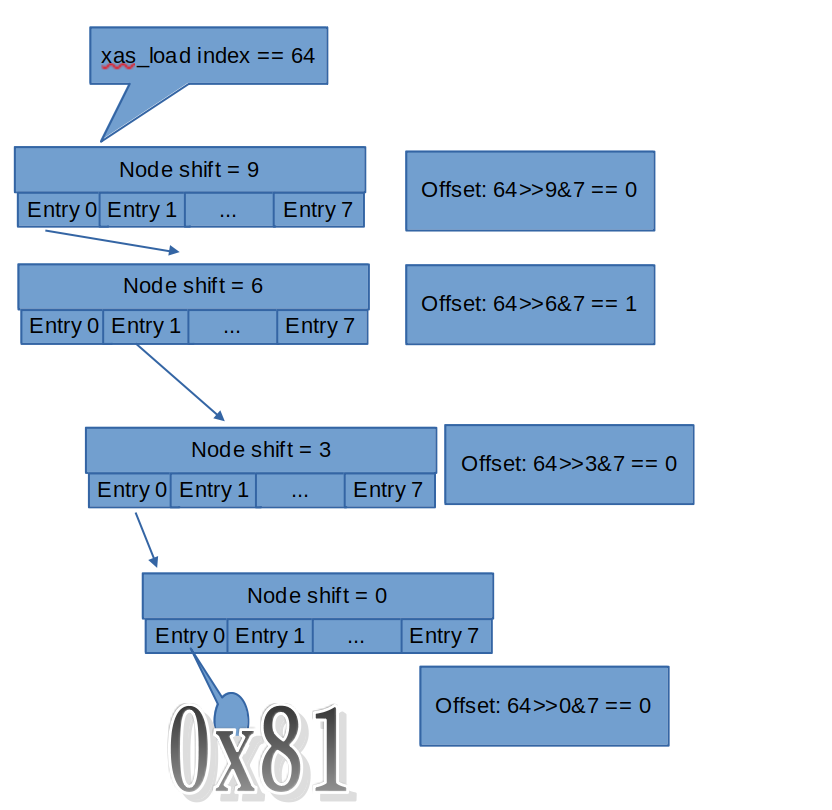 xas_load index == 64
Node shift = 9
Entry 0 Entry 1 ... Entry 7
Offset: 64>>9&7 == 0
Node shift = 6
Entry 0 Entry 1 ... Entry 7
Offset: 64>>6&7 == 1
Node shift = 3
Entry 0 Entry 1 ... Entry 7
Offset: 64>>3&7 == 0
Node shift = 0
Entry 0 Entry 1 ... Entry 7
Offset: 64>>0&7 == 0
0x81